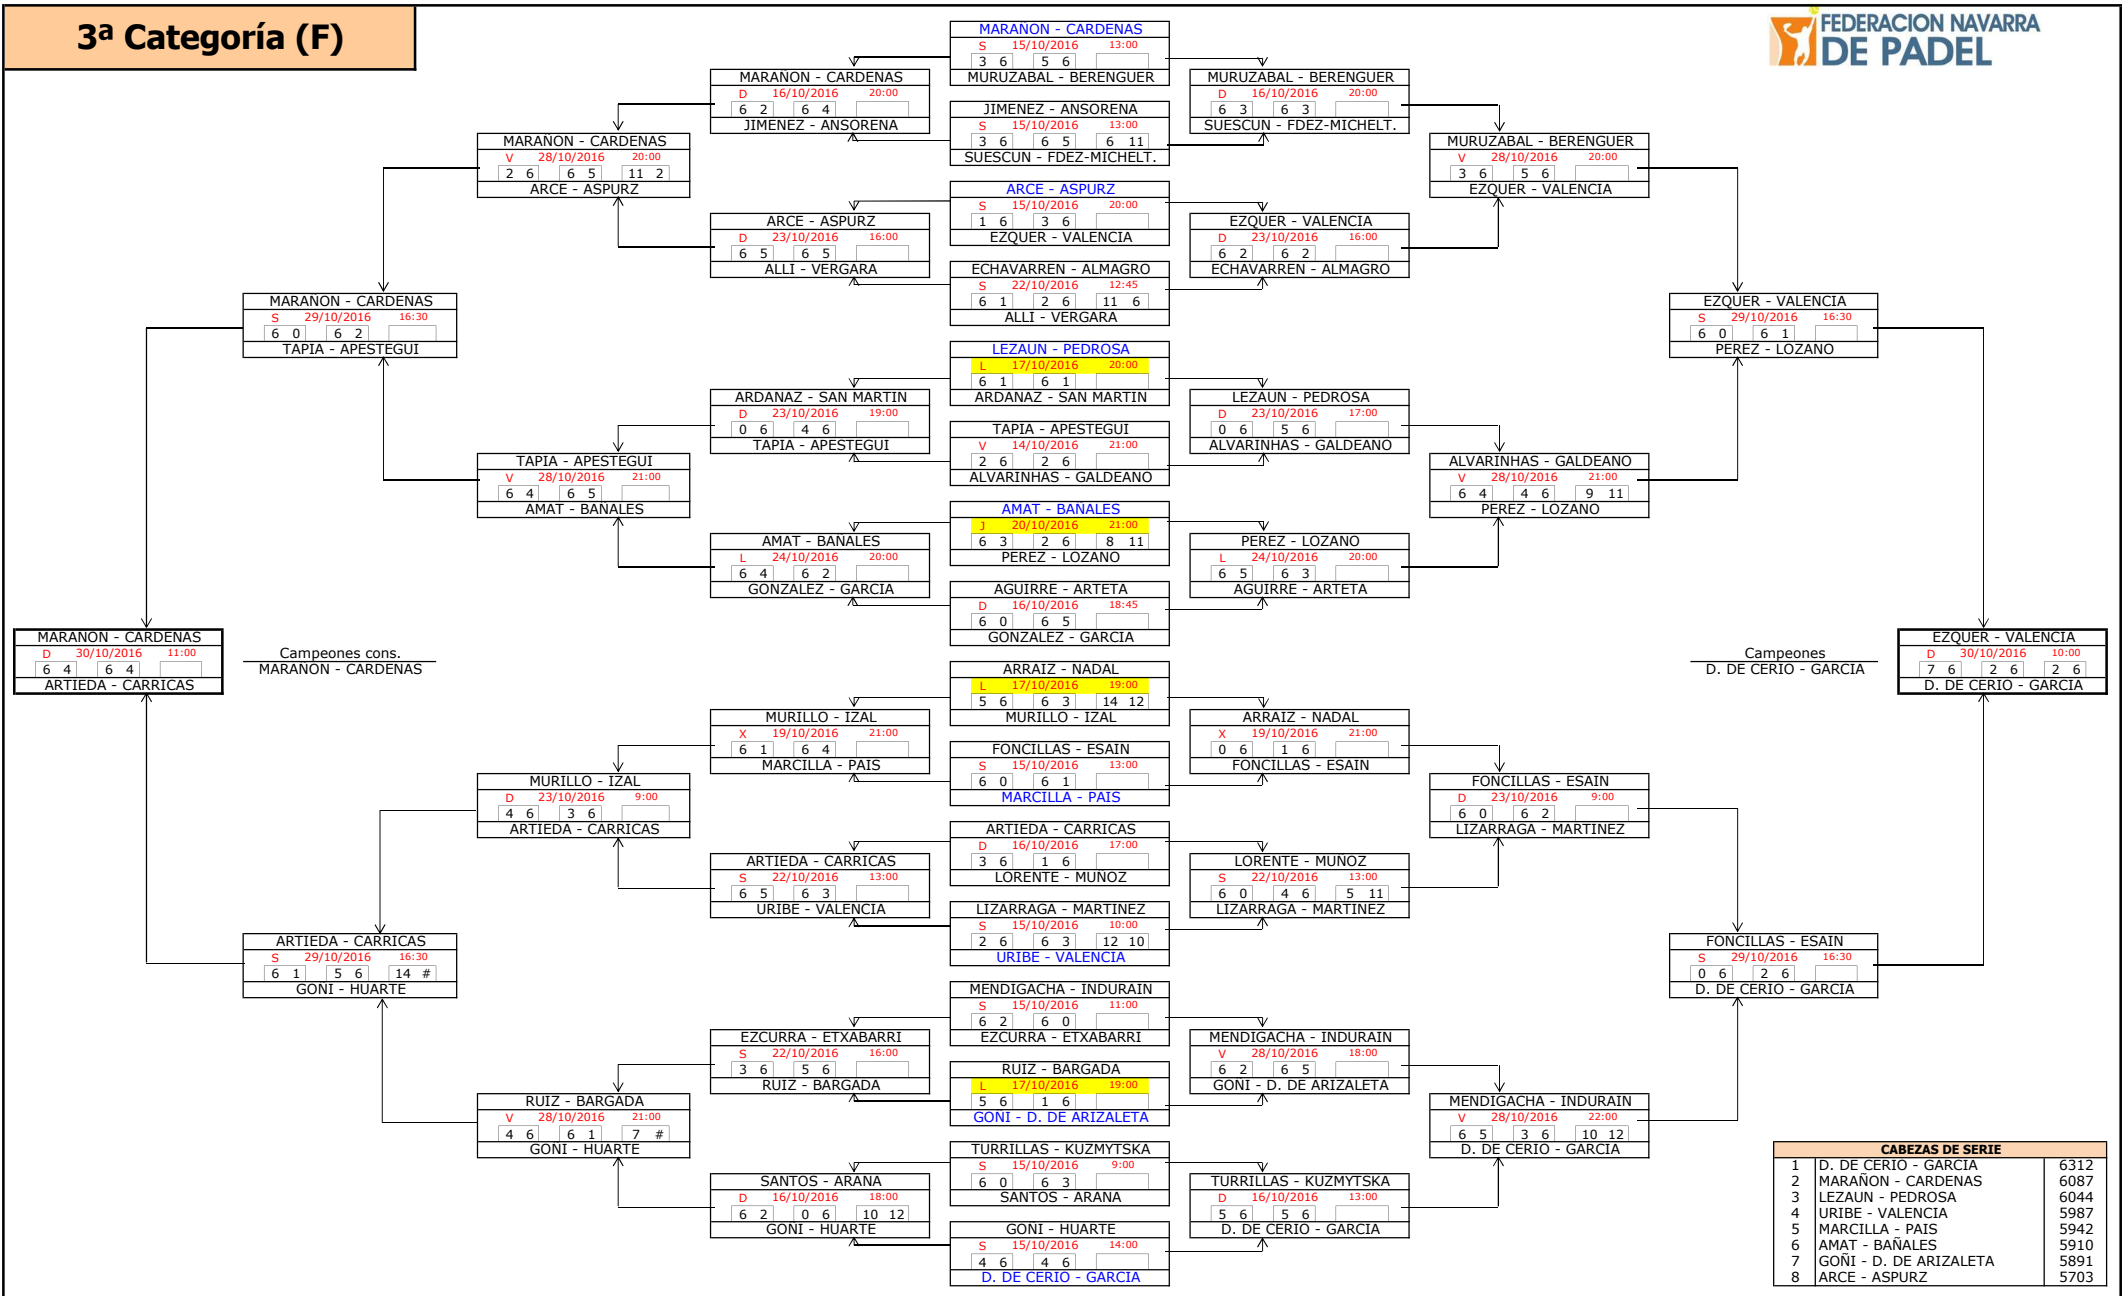 3ª Categoría (F)
FEDERACION NAVARRA
DE PADEL
MARAÑON - CARDENAS
D 30/10/2016 11:00
6 4 6 4
ARTIEDA - CARRICAS
Campeones cons.
MARAÑON - CARDENAS
MARAÑON - CARDENAS
S 29/10/2016 16:30
6 0 6 2
TAPIA - APESTEGUI
ARTIEDA - CARRICAS
S 29/10/2016 16:30
6 1 5 6 14 #
GOÑI - HUARTE
MARAÑON - CARDENAS
V 28/10/2016 20:00
2 6 6 5 11 2
ARCE - ASPURZ
TAPIA - APESTEGUI
V 28/10/2016 21:00
6 4 6 5
AMAT - BAÑALES
MURILLO - IZAL
D 23/10/2016 9:00
4 6 3 6
ARTIEDA - CARRICAS
RUIZ - BARGADA
V 28/10/2016 21:00
4 6 6 1 7 #
GOÑI - HUARTE
MARAÑON - CARDENAS
D 16/10/2016 20:00
6 2 6 4
JIMENEZ - ANSORENA
ARCE - ASPURZ
D 23/10/2016 16:00
6 5 6 5
ALLI - VERGARA
ARDANAZ - SAN MARTIN
D 23/10/2016 19:00
0 6 4 6
TAPIA - APESTEGUI
AMAT - BAÑALES
L 24/10/2016 20:00
6 4 6 2
GONZALEZ - GARCIA
MURILLO - IZAL
X 19/10/2016 21:00
6 1 6 4
MARCILLA - PAIS
ARTIEDA - CARRICAS
S 22/10/2016 13:00
6 5 6 3
URIBE - VALENCIA
EZCURRA - ETXABARRI
S 22/10/2016 16:00
3 6 5 6
RUIZ - BARGADA
SANTOS - ARANA
D 16/10/2016 18:00
6 2 0 6 10 12
GOÑI - HUARTE
MARAÑON - CARDENAS
S 15/10/2016 13:00
3 6 5 6
MURUZABAL - BERENGUER
JIMENEZ - ANSORENA
S 15/10/2016 13:00
3 6 6 5 6 11
SUESCUN - FDEZ-MICHELT.
ARCE - ASPURZ
S 15/10/2016 20:00
1 6 3 6
EZQUER - VALENCIA
ECHAVARREN - ALMAGRO
S 22/10/2016 12:45
6 1 2 6 11 6
ALLI - VERGARA
LEZAUN - PEDROSA
L 17/10/2016 20:00
6 1 6 1
ARDANAZ - SAN MARTIN
TAPIA - APESTEGUI
V 14/10/2016 21:00
2 6 2 6
ALVARINHAS - GALDEANO
AMAT - BAÑALES
J 20/10/2016 21:00
6 3 2 6 8 11
PEREZ - LOZANO
AGUIRRE - ARTETA
D 16/10/2016 18:45
6 0 6 5
GONZALEZ - GARCIA
ARRAIZ - NADAL
L 17/10/2016 19:00
5 6 6 3 14 12
MURILLO - IZAL
FONCILLAS - ESAIN
S 15/10/2016 13:00
6 0 6 1
MARCILLA - PAIS
ARTIEDA - CARRICAS
D 16/10/2016 17:00
3 6 1 6
LORENTE - MUÑOZ
LIZARRAGA - MARTINEZ
S 15/10/2016 10:00
2 6 6 3 12 10
URIBE - VALENCIA
MENDIGACHA - INDURAIN
S 15/10/2016 11:00
6 2 6 0
EZCURRA - ETXABARRI
RUIZ - BARGADA
L 17/10/2016 19:00
5 6 1 6
GOÑI - D. DE ARIZALETA
TURRILLAS - KUZMYTSKA
S 15/10/2016 9:00
6 0 6 3
SANTOS - ARANA
GOÑI - HUARTE
S 15/10/2016 14:00
4 6 4 6
D. DE CERIO - GARCIA
MURUZABAL - BERENGUER
D 16/10/2016 20:00
6 3 6 3
SUESCUN - FDEZ-MICHELT.
EZQUER - VALENCIA
D 23/10/2016 16:00
6 2 6 2
ECHAVARREN - ALMAGRO
LEZAUN - PEDROSA
D 23/10/2016 17:00
0 6 5 6
ALVARINHAS - GALDEANO
PEREZ - LOZANO
L 24/10/2016 20:00
6 5 6 3
AGUIRRE - ARTETA
ARRAIZ - NADAL
X 19/10/2016 21:00
0 6 1 6
FONCILLAS - ESAIN
LORENTE - MUÑOZ
S 22/10/2016 13:00
6 0 4 6 5 11
LIZARRAGA - MARTINEZ
MENDIGACHA - INDURAIN
V 28/10/2016 18:00
6 2 6 5
GOÑI - D. DE ARIZALETA
TURRILLAS - KUZMYTSKA
D 16/10/2016 13:00
5 6 5 6
D. DE CERIO - GARCIA
MURUZABAL - BERENGUER
V 28/10/2016 20:00
3 6 5 6
EZQUER - VALENCIA
ALVARINHAS - GALDEANO
V 28/10/2016 21:00
6 4 4 6 9 11
PEREZ - LOZANO
FONCILLAS - ESAIN
D 23/10/2016 9:00
6 0 6 2
LIZARRAGA - MARTINEZ
MENDIGACHA - INDURAIN
V 28/10/2016 22:00
6 5 3 6 10 12
D. DE CERIO - GARCIA
EZQUER - VALENCIA
S 29/10/2016 16:30
6 0 6 1
PEREZ - LOZANO
FONCILLAS - ESAIN
S 29/10/2016 16:30
0 6 2 6
D. DE CERIO - GARCIA
Campeones
D. DE CERIO - GARCIA
EZQUER - VALENCIA
D 30/10/2016 10:00
7 6 2 6 2 6
D. DE CERIO - GARCIA
CABEZAS DE SERIE
1 D. DE CERIO - GARCIA 6312
2 MARAÑON - CARDENAS 6087
3 LEZAUN - PEDROSA 6044
4 URIBE - VALENCIA 5987
5 MARCILLA - PAIS 5942
6 AMAT - BAÑALES 5910
7 GOÑI - D. DE ARIZALETA 5891
8 ARCE - ASPURZ 5703